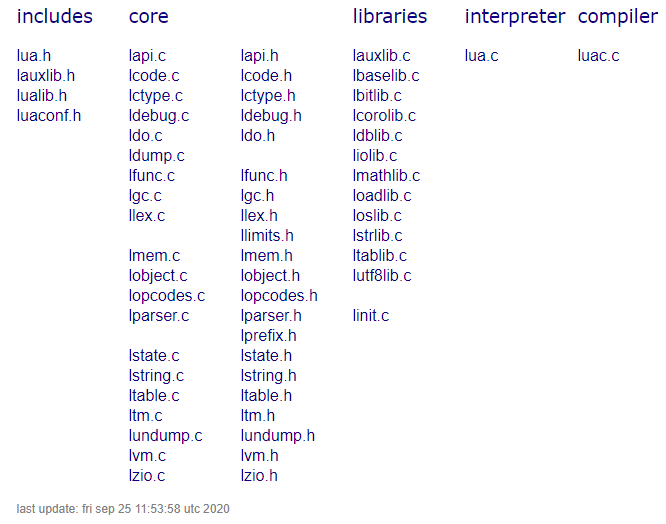 includes core libraries interpreter compiler
lua.h lapi.c lapi.h lauxlib.c lua.c luac.c
lauxlib.h lcode.c lcode.h lbaselib.c
lualib.h lctype.c lctype.h lbitlib.c
luaconf.h ldebug.c ldebug.h lcorolib.c
ldo.c ldo.h ldblib.c
ldump.c liolib.c
lfunc.c lfunc.h lmathlib.c
lgc.c lgc.h loadlib.c
llex.c llex.h loslib.c
llimits.h lstrlib.c
lmem.c lmem.h ltablib.c
lobject.c lobject.h lutf8lib.c
lopcodes.c lopcodes.h
lparser.c lparser.h linit.c
lprefix.h
lstate.c lstate.h
lstring.c lstring.h
ltable.c ltable.h
ltm.c ltm.h
lundump.c lundump.h
lvm.c lvm.h
lzio.c lzio.h
last update: fri sep 25 11:53:58 utc 2020